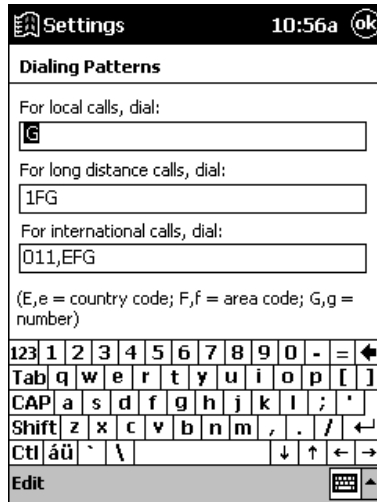 Settings 10:56a ok
Dialing Patterns
For local calls, dial:
G
For long distance calls, dial:
1FG
For international calls, dial:
011,EFG
(E,e = country code; F,f = area code; G,g =
number)
123 1 2 3 4 5 6 7 8 9 0 - =
Tab q w e r t y u i o p [ ]
CAP a s d f g h j k l ; '
Shift z x c v b n m , . /
Ctl áü ` \
Edit